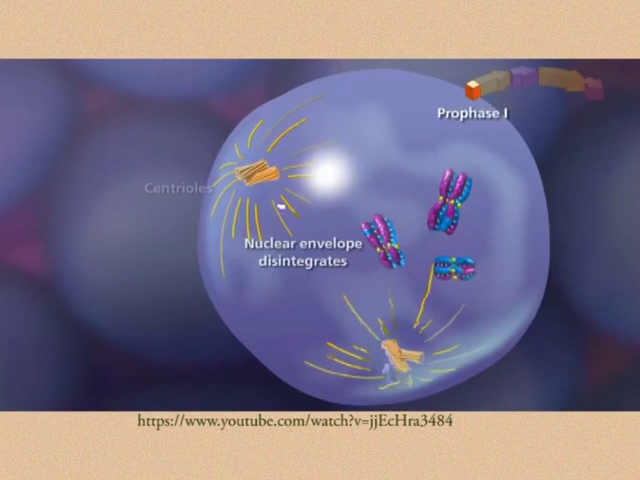 Prophase I
Centrioles
Nuclear envelope
disintegrates
https://www.youtube.com/watch?v=jjEcHra3484